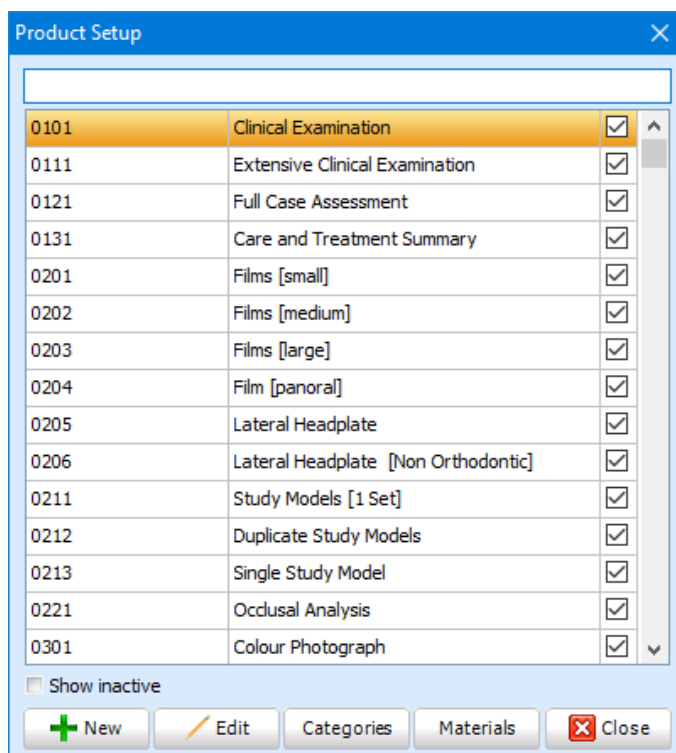 Product Setup
0101 Clinical Examination
0111 Extensive Clinical Examination
0121 Full Case Assessment
0131 Care and Treatment Summary
0201 Films [small]
0202 Films [medium]
0203 Films [large]
0204 Film [panoral]
0205 Lateral Headplate
0206 Lateral Headplate [Non Orthodontic]
0211 Study Models [1 Set]
0212 Duplicate Study Models
0213 Single Study Model
0221 Occlusal Analysis
0301 Colour Photograph
Show inactive
New Edit Categories Materials Close